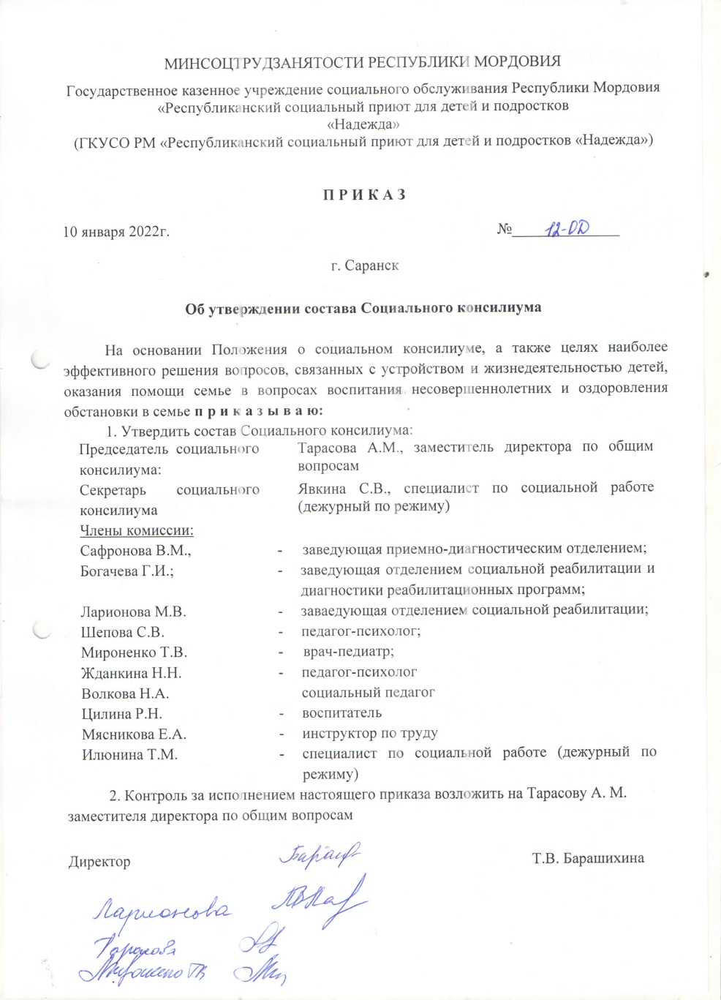 МИНСОЦТРУДЗАНЯТОСТИ РЕСПУБЛИКИ МОРДОВИЯ
Государственное казенное учреждение социального обслуживания Республики Мордовия
«Республиканский социальный приют для детей и подростков
«Надежда»
(ГКУСО РМ «Республиканский социальный приют для детей и подростков «Надежда»)
П Р И К А З
10 января 2022г. № 12-ОД
г. Саранск
Об утверждении состава Социального консилиума
На основании Положения о социальном консилиуме, а также целях наиболее
эффективного решения вопросов, связанных с устройством и жизнедеятельностью детей,
оказания помощи семье в вопросах воспитания несовершеннолетних и оздоровления
обстановки в семье п р и к а з ы в а ю:
1. Утвердить состав Социального консилиума:
Председатель социального Тарасова А.М., заместитель директора по общим
консилиума: вопросам
Секретарь социального Явкина С.В., специалист по социальной работе
консилиума (дежурный по режиму)
Члены комиссии:
Сафронова В.М., - заведующая приемно-диагностическим отделением;
Богачева Г.И.; - заведующая отделением социальной реабилитации и
диагностики реабилитационных программ;
Ларионова М.В. - заваедующая отделением социальной реабилитации;
Шепова С.В. - педагог-психолог;
Мироненко Т.В. - врач-педиатр;
Жданкина Н.Н. - педагог-психолог
Волкова Н.А. социальный педагог
Цилина Р.Н. - воспитатель
Мясникова Е.А. - инструктор по труду
Илюнина Т.М. - специалист по социальной работе (дежурный по
режиму)
2. Контроль за исполнением настоящего приказа возложить на Тарасову А. М.
заместителя директора по общим вопросам
Директор Т.В. Барашихина
Ларионова
Тарасова
Мироненко ТВ